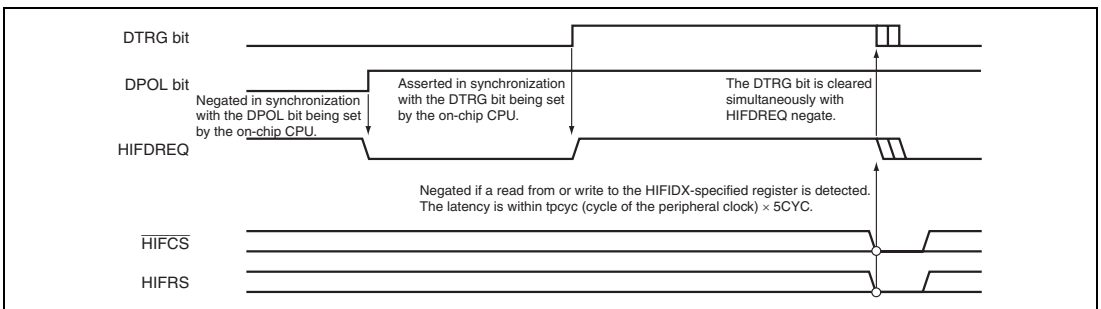 DTRG bit
DPOL bit
Negated in synchronization
with the DPOL bit being set
by the on-chip CPU.
Asserted in synchronization
with the DTRG bit being set
by the on-chip CPU.
The DTRG bit is cleared
simultaneously with
HIFDREQ negate.
HIFDREQ
Negated if a read from or write to the HIFIDX-specified register is detected.
The latency is within tpcyc (cycle of the peripheral clock) × 5CYC.
HIFCS
HIFRS